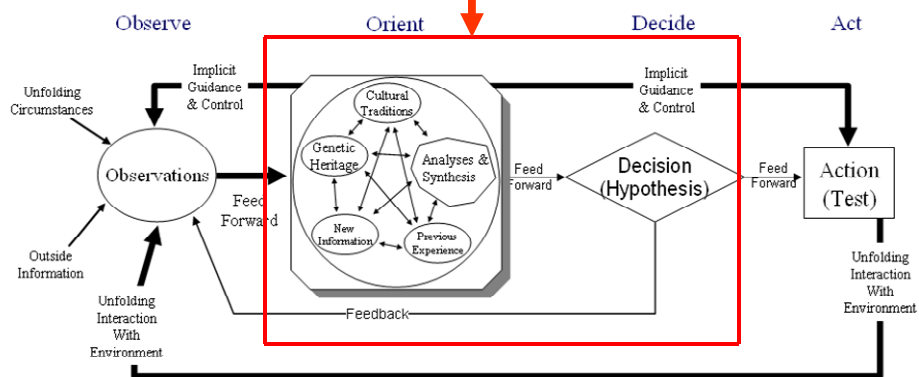 Observe
Orient
Decide
Act
Implicit
Guidance
& Control
Implicit
Guidance
& Control
Unfolding
Circumstances
Cultural
Traditions
Genetic
Heritage
Analyses &
Synthesis
Observations
Feed
Forward
Feed
Forward
Decision
(Hypothesis)
Feed
Forward
Action
(Test)
New
Information
Previous
Experience
Outside
Information
Unfolding
Interaction
With
Environment
Feedback
Unfolding
Interaction
With
Environment